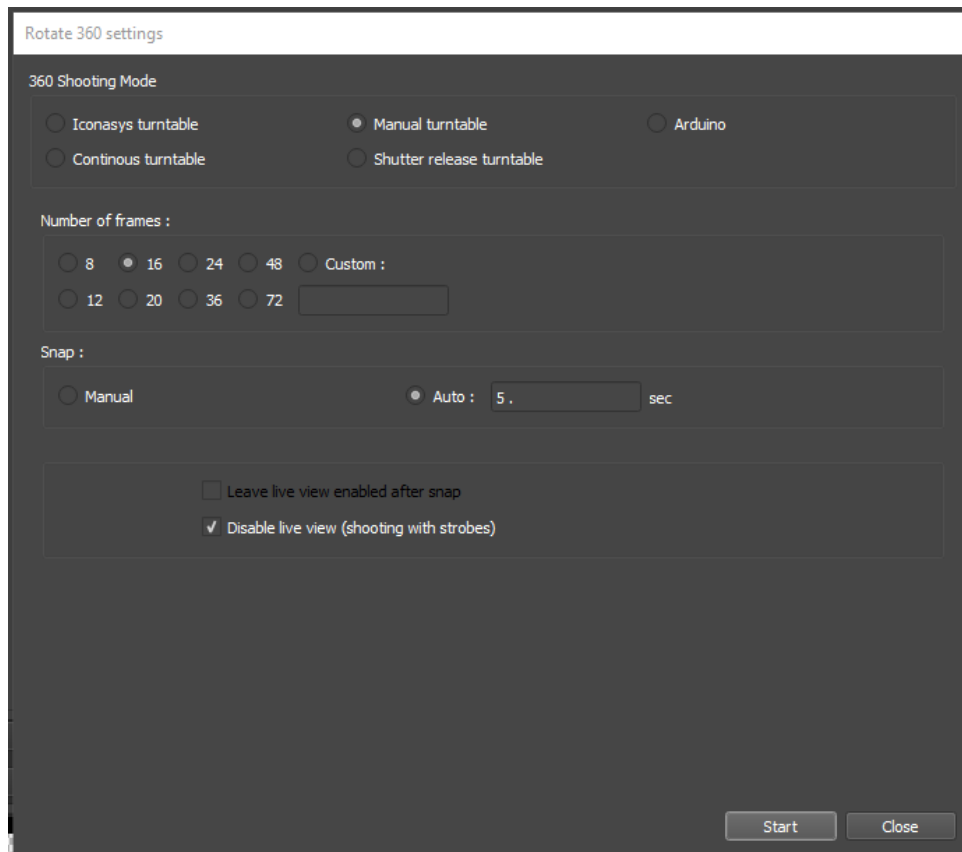 Rotate 360 settings
360 Shooting Mode
Iconasys turntable Manual turntable Arduino
Continous turntable Shutter release turntable
Number of frames :
8 16 24 48 Custom :
12 20 36 72
Snap :
Manual Auto : 5 . sec
Leave live view enabled after snap
Disable live view (shooting with strobes)
Start Close